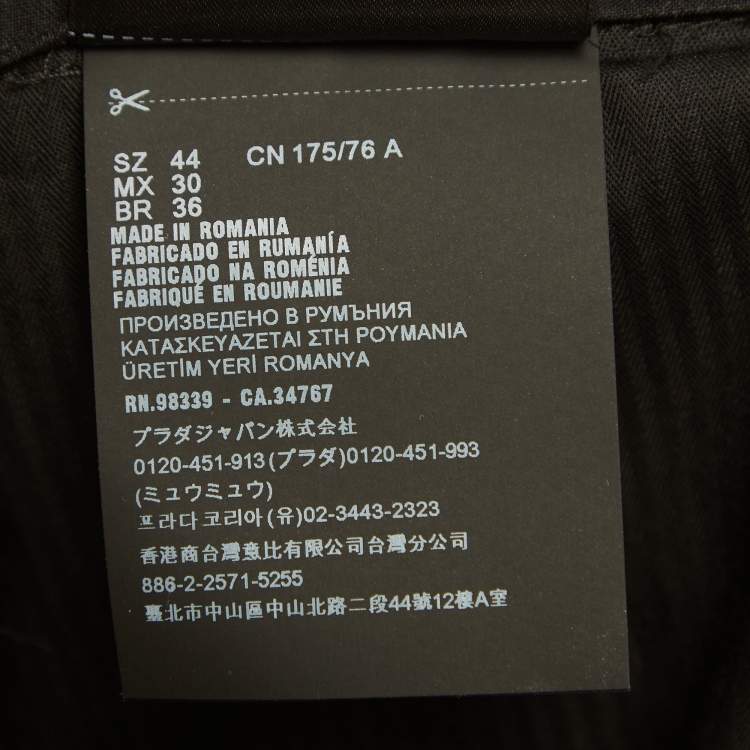 SZ 44 CN 175/76 A
MX 30
BR 36
MADE IN ROMANIA
FABRICADO EN RUMANÍA
FABRICADO NA ROMÉNIA
FABRIQUÉ EN ROUMANIE
ПРОИЗВЕДЕНО В РУМЪНИЯ
ΚΑΤΑΣΚΕΥΑΖΕΤΑΙ ΣΤΗ ΡΟΥΜΑΝΙΑ
ÜRETİM YERİ ROMANYA
RN.98339 - CA.34767
プラダジャパン株式会社
0120-451-913(プラダ)0120-451-993
(ミュウミュウ)
프라다 코리아(유)02-3443-2323
香港商台灣意比有限公司台灣分公司
886-2-2571-5255
臺北市中山區中山北路二段44號12樓A室